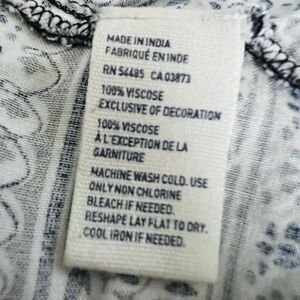 MADE IN INDIA
FABRIQUÉ EN INDE
RN 54485 CA 03873
100% VISCOSE
EXCLUSIVE OF DECORATION
100% VISCOSE
À L'EXCEPTION DE LA
GARNITURE
MACHINE WASH COLD. USE
ONLY NON CHLORINE
BLEACH IF NEEDED.
RESHAPE LAY FLAT TO DRY.
COOL IRON IF NEEDED.